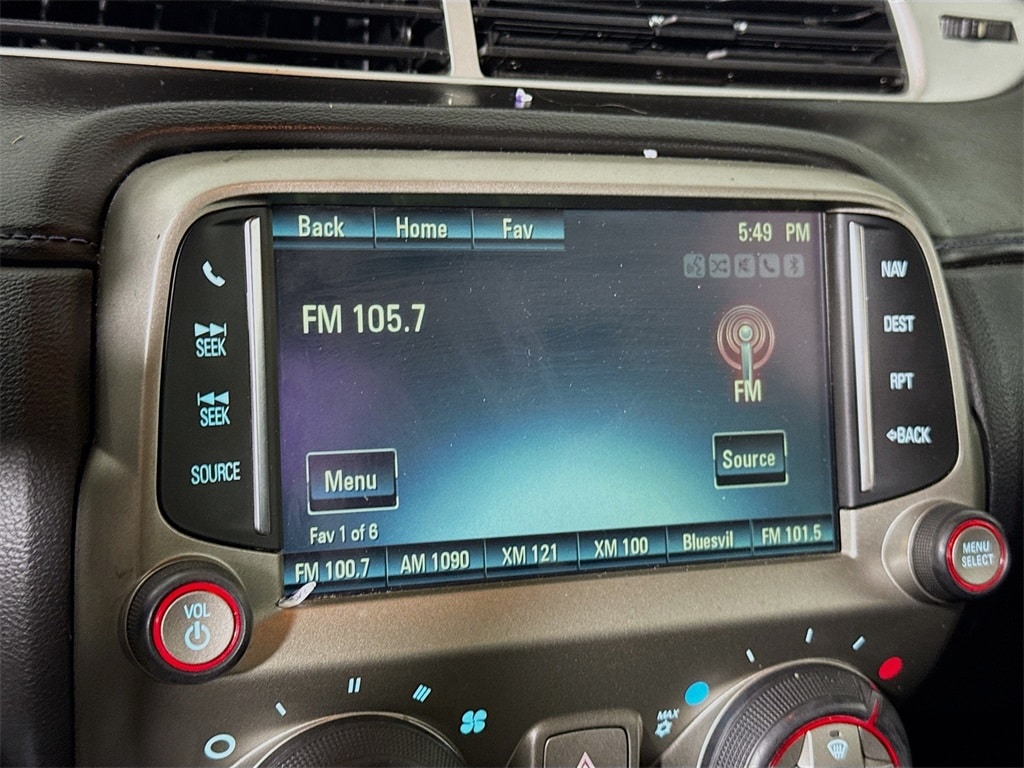 Back Home Fav 5:49 PM
FM 105.7
FM
Menu
Source
Fav 1 of 6
FM 100.7 AM 1090 XM 121 XM 100 Bluesvil FM 101.5
SEEK
SEEK
SOURCE
NAV
DEST
RPT
BACK
VOL
MENU
SELECT
MAX